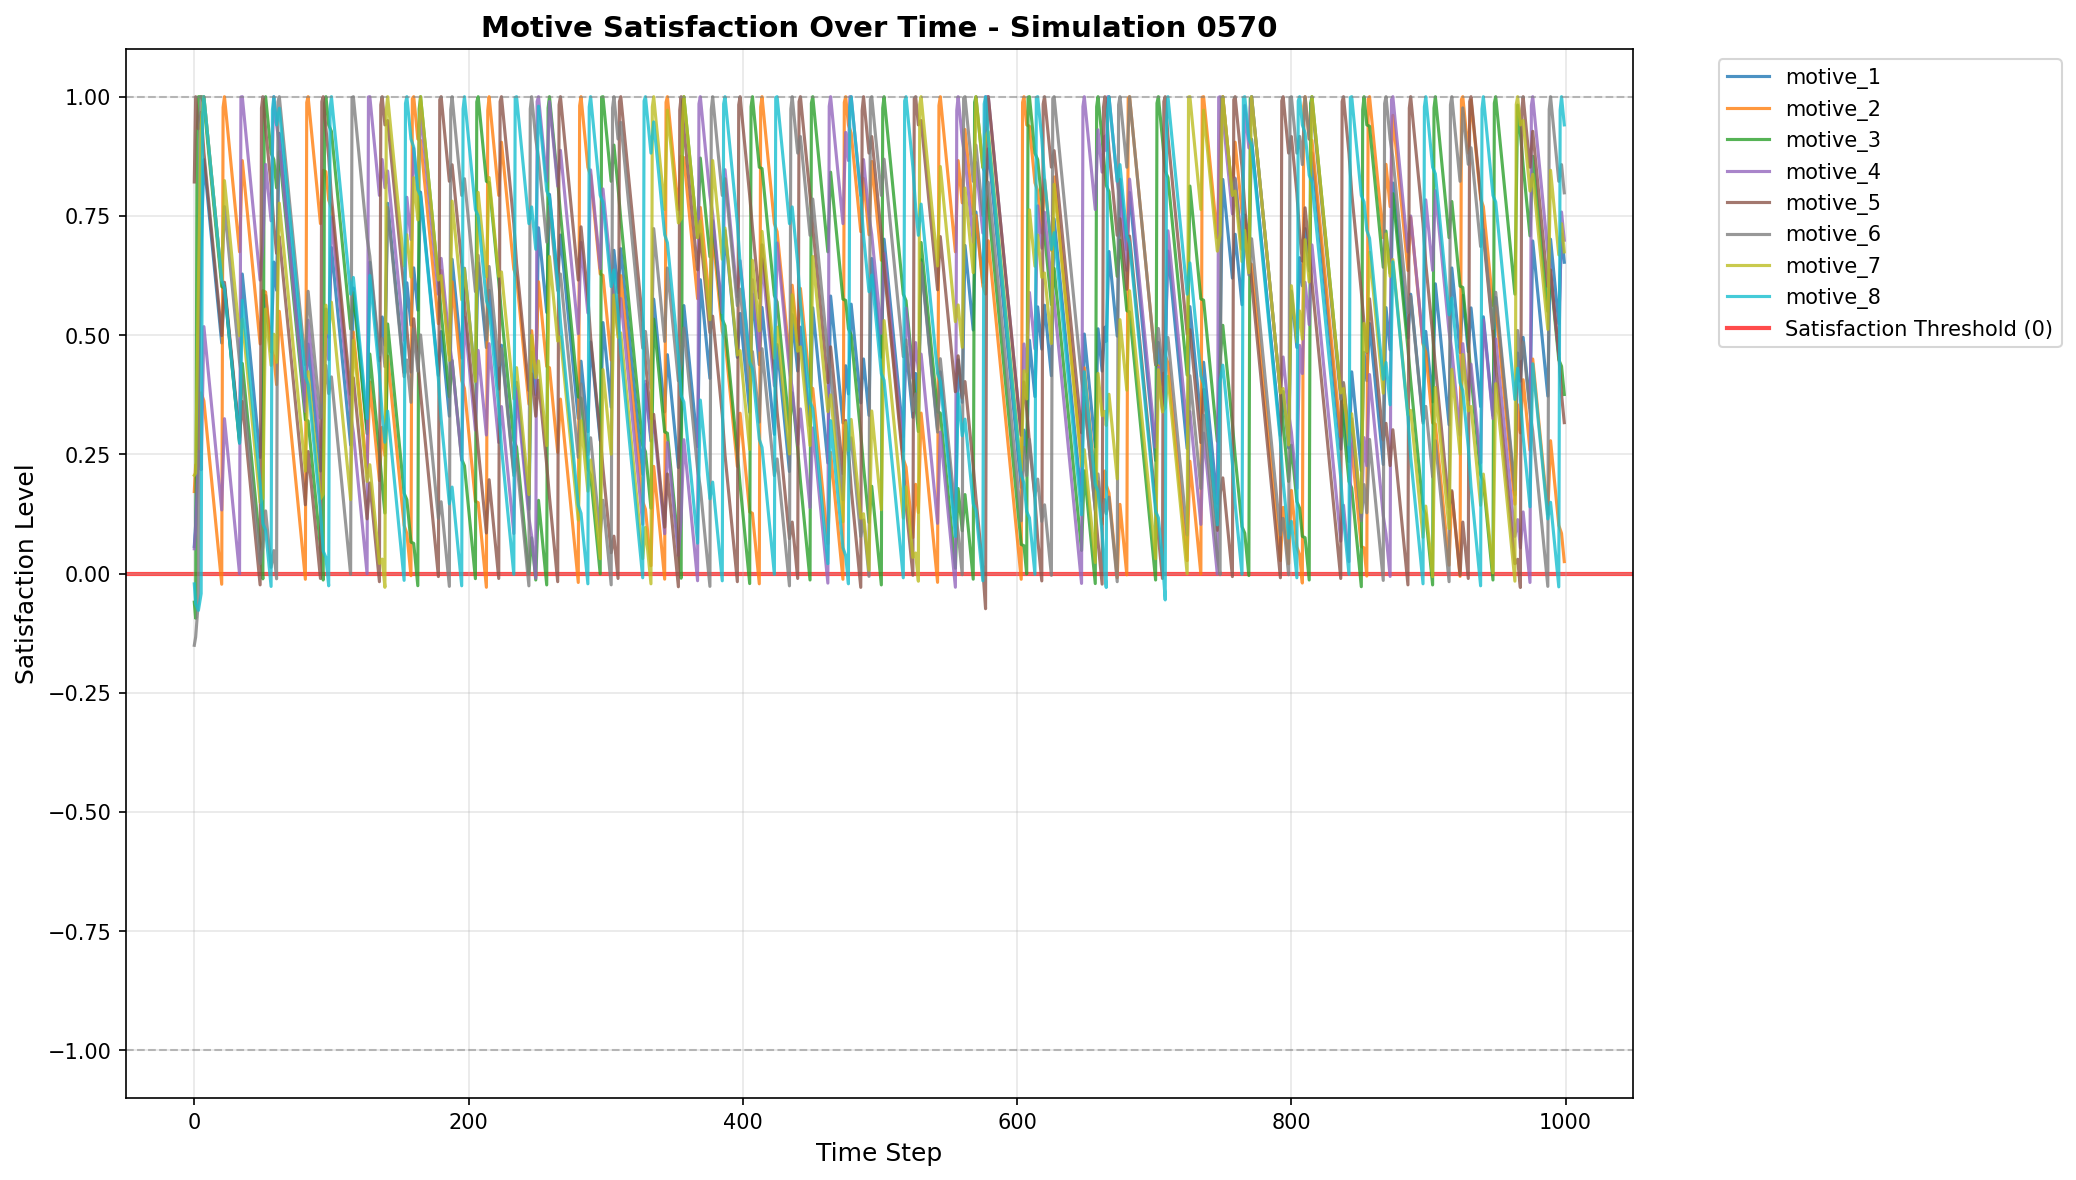 Motive Satisfaction Over Time - Simulation 0570
Satisfaction Level
1.00
0.75
0.50
0.25
0.00
−0.25
−0.50
−0.75
−1.00
0
200
400
600
800
1000
Time Step
motive_1
motive_2
motive_3
motive_4
motive_5
motive_6
motive_7
motive_8
Satisfaction Threshold (0)